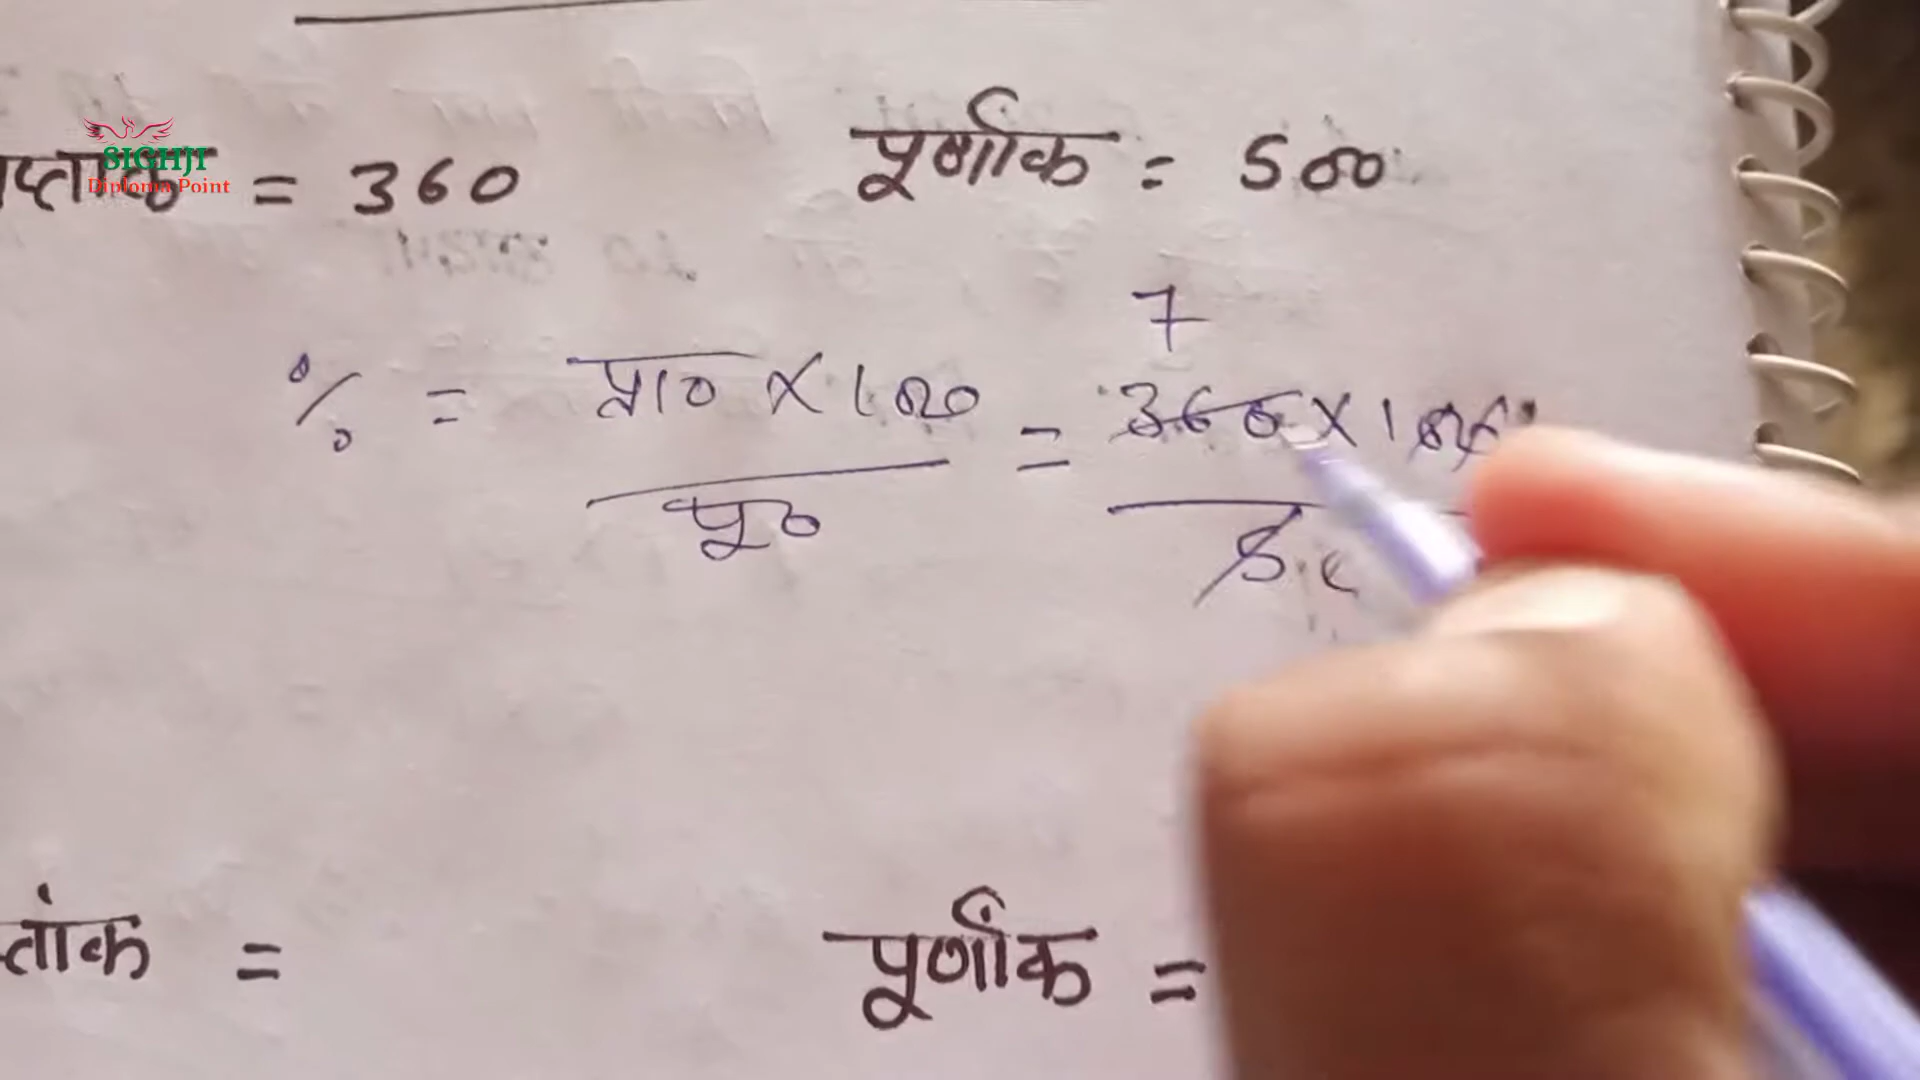 SIGHJI
Diploma Point
= 360 पूर्णांक = 500
7
% = प्रा० X 100 = 360 X 100
पू० 5
= पूर्णांक =